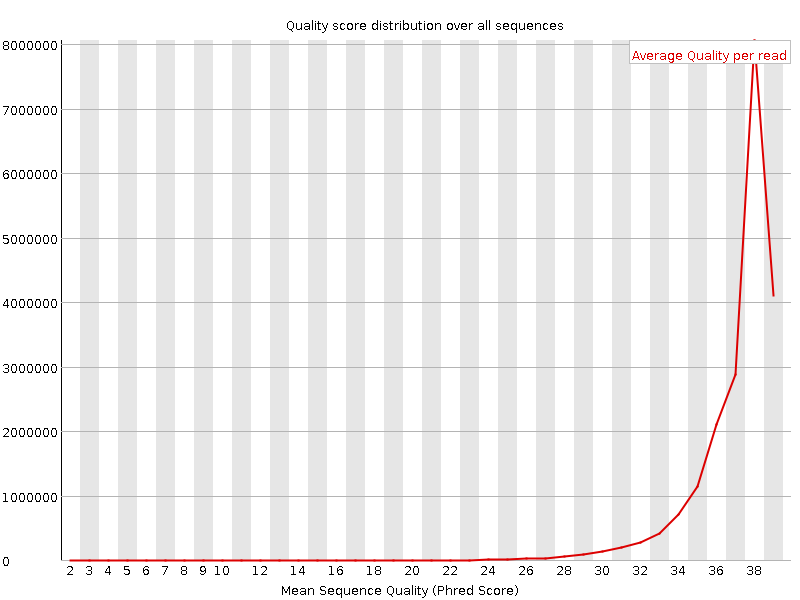 Quality score distribution over all sequences
Average Quality per read
8000000
7000000
6000000
5000000
4000000
3000000
2000000
1000000
0
2 3 4 5 6 7 8 9 10 12 14 16 18 20 22 24 26 28 30 32 34 36 38
Mean Sequence Quality (Phred Score)